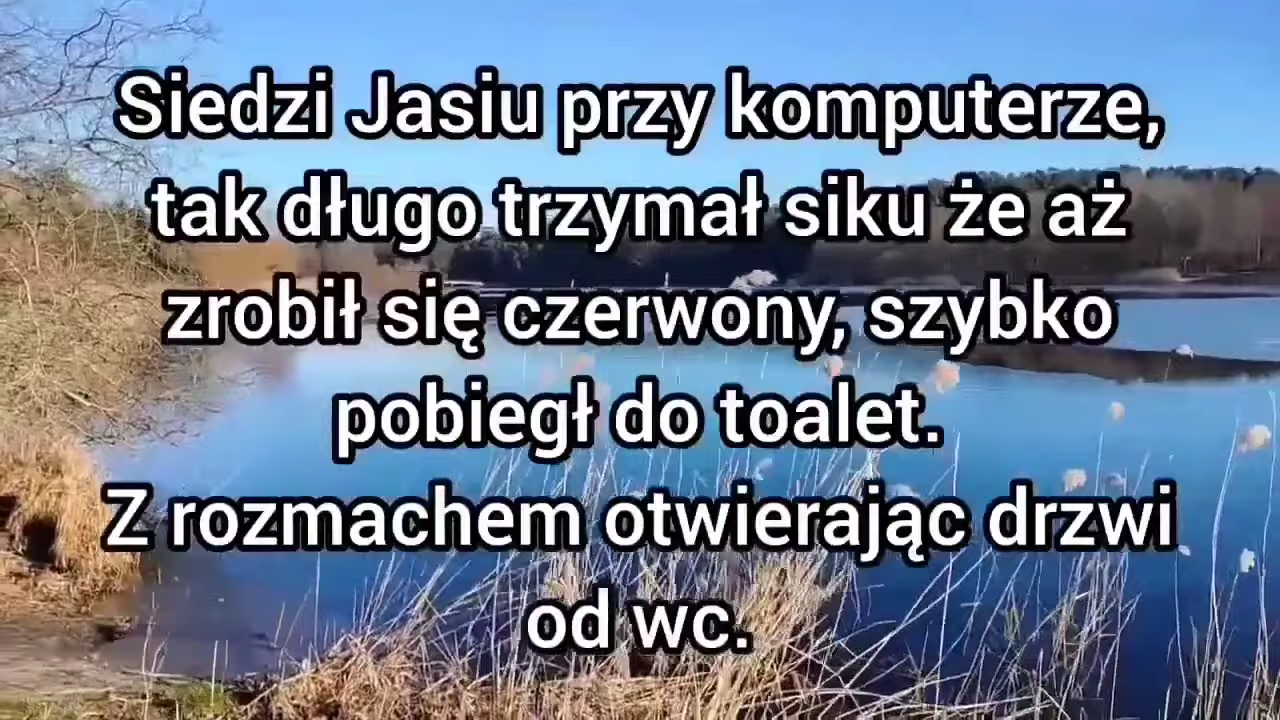 Siedzi Jasiu przy komputerze,
tak długo trzymał siku że aż
zrobił się czerwony, szybko
pobiegł do toalet.
Z rozmachem otwierając drzwi
od wc.